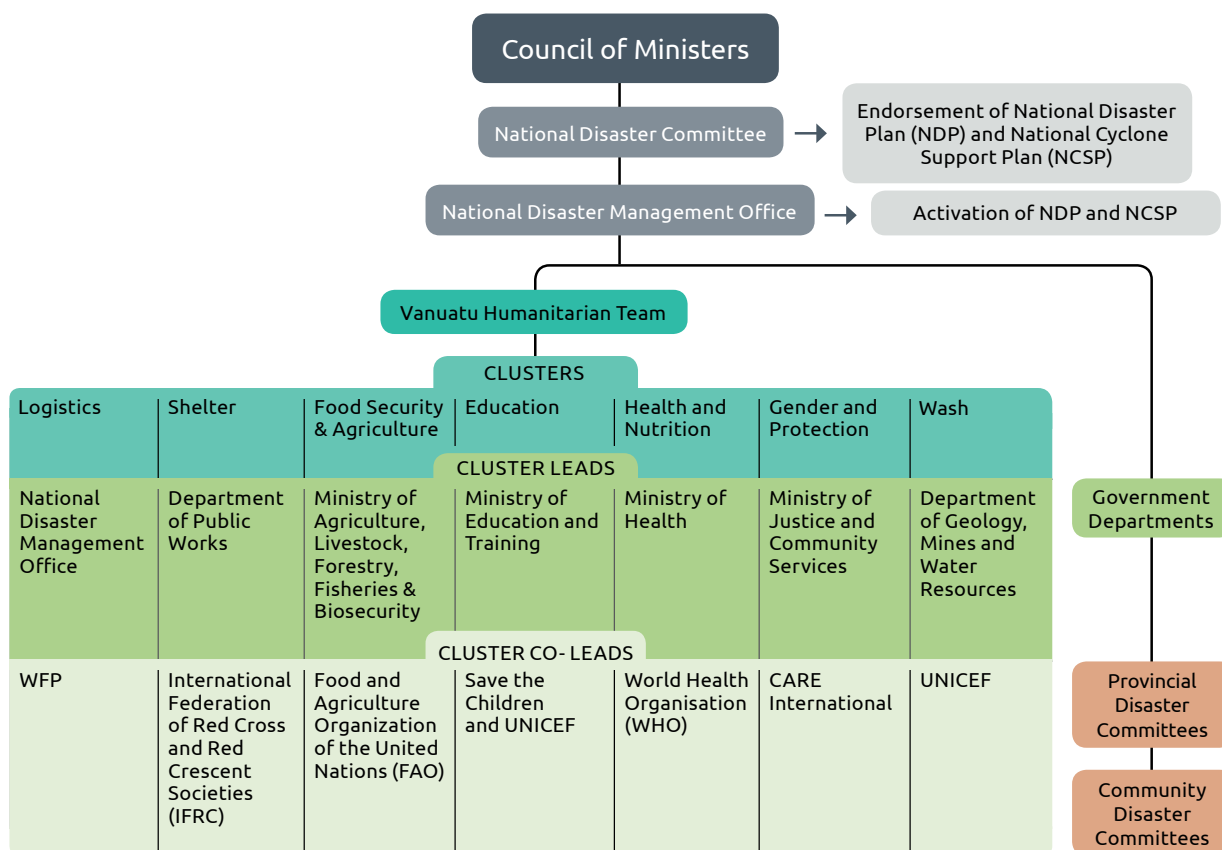 Council of Ministers
National Disaster Committee
Endorsement of National Disaster
Plan (NDP) and National Cyclone
Support Plan (NCSP)
National Disaster Management Office
Activation of NDP and NCSP
Vanuatu Humanitarian Team
CLUSTERS
Logistics
Shelter
Food Security
& Agriculture
Education
Health and
Nutrition
Gender and
Protection
Wash
CLUSTER LEADS
National
Disaster
Management
Office
Department
of Public
Works
Ministry of
Agriculture,
Livestock,
Forestry,
Fisheries &
Biosecurity
Ministry of
Education and
Training
Ministry of
Health
Ministry of
Justice and
Community
Services
Department
of Geology,
Mines and
Water
Resources
Government
Departments
CLUSTER CO- LEADS
WFP
International
Federation
of Red Cross
and Red
Crescent
Societies
(IFRC)
Food and
Agriculture
Organization
of the United
Nations (FAO)
Save the
Children
and UNICEF
World Health
Organisation
(WHO)
CARE
International
UNICEF
Provincial
Disaster
Committees
Community
Disaster
Committees